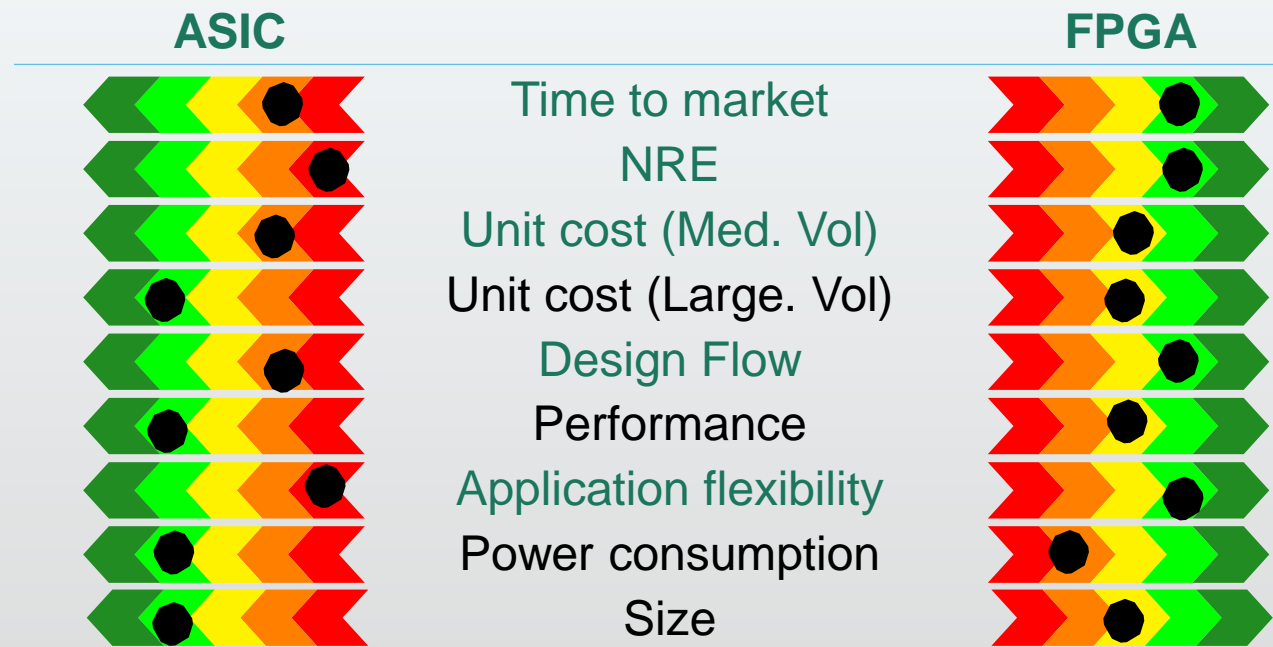 ASIC FPGA
Time to market
NRE
Unit cost (Med. Vol)
Unit cost (Large. Vol)
Design Flow
Performance
Application flexibility
Power consumption
Size